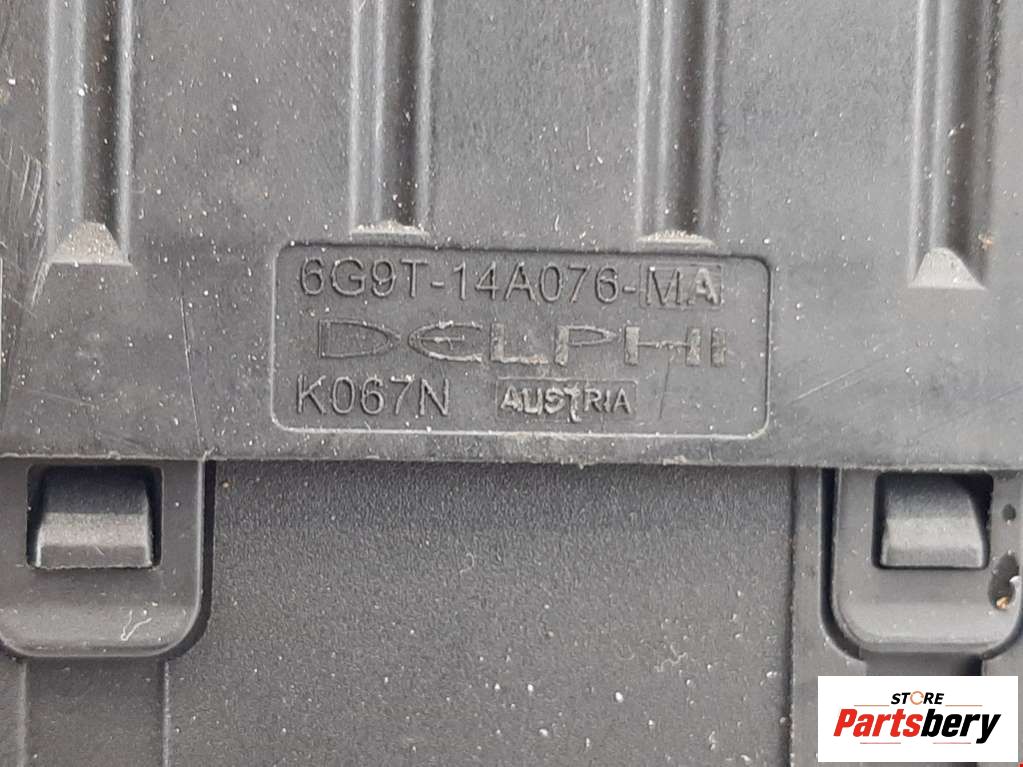 6G9T-14A076-MA
DELPHI
K067N AUSTRIA
STORE
Partsbery